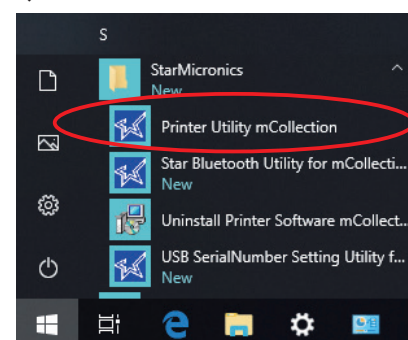 S
StarMicronics
New
Printer Utility mCollection
Star Bluetooth Utility for mCollecti...
New
Uninstall Printer Software mCollect...
USB SerialNumber Setting Utility f...
New